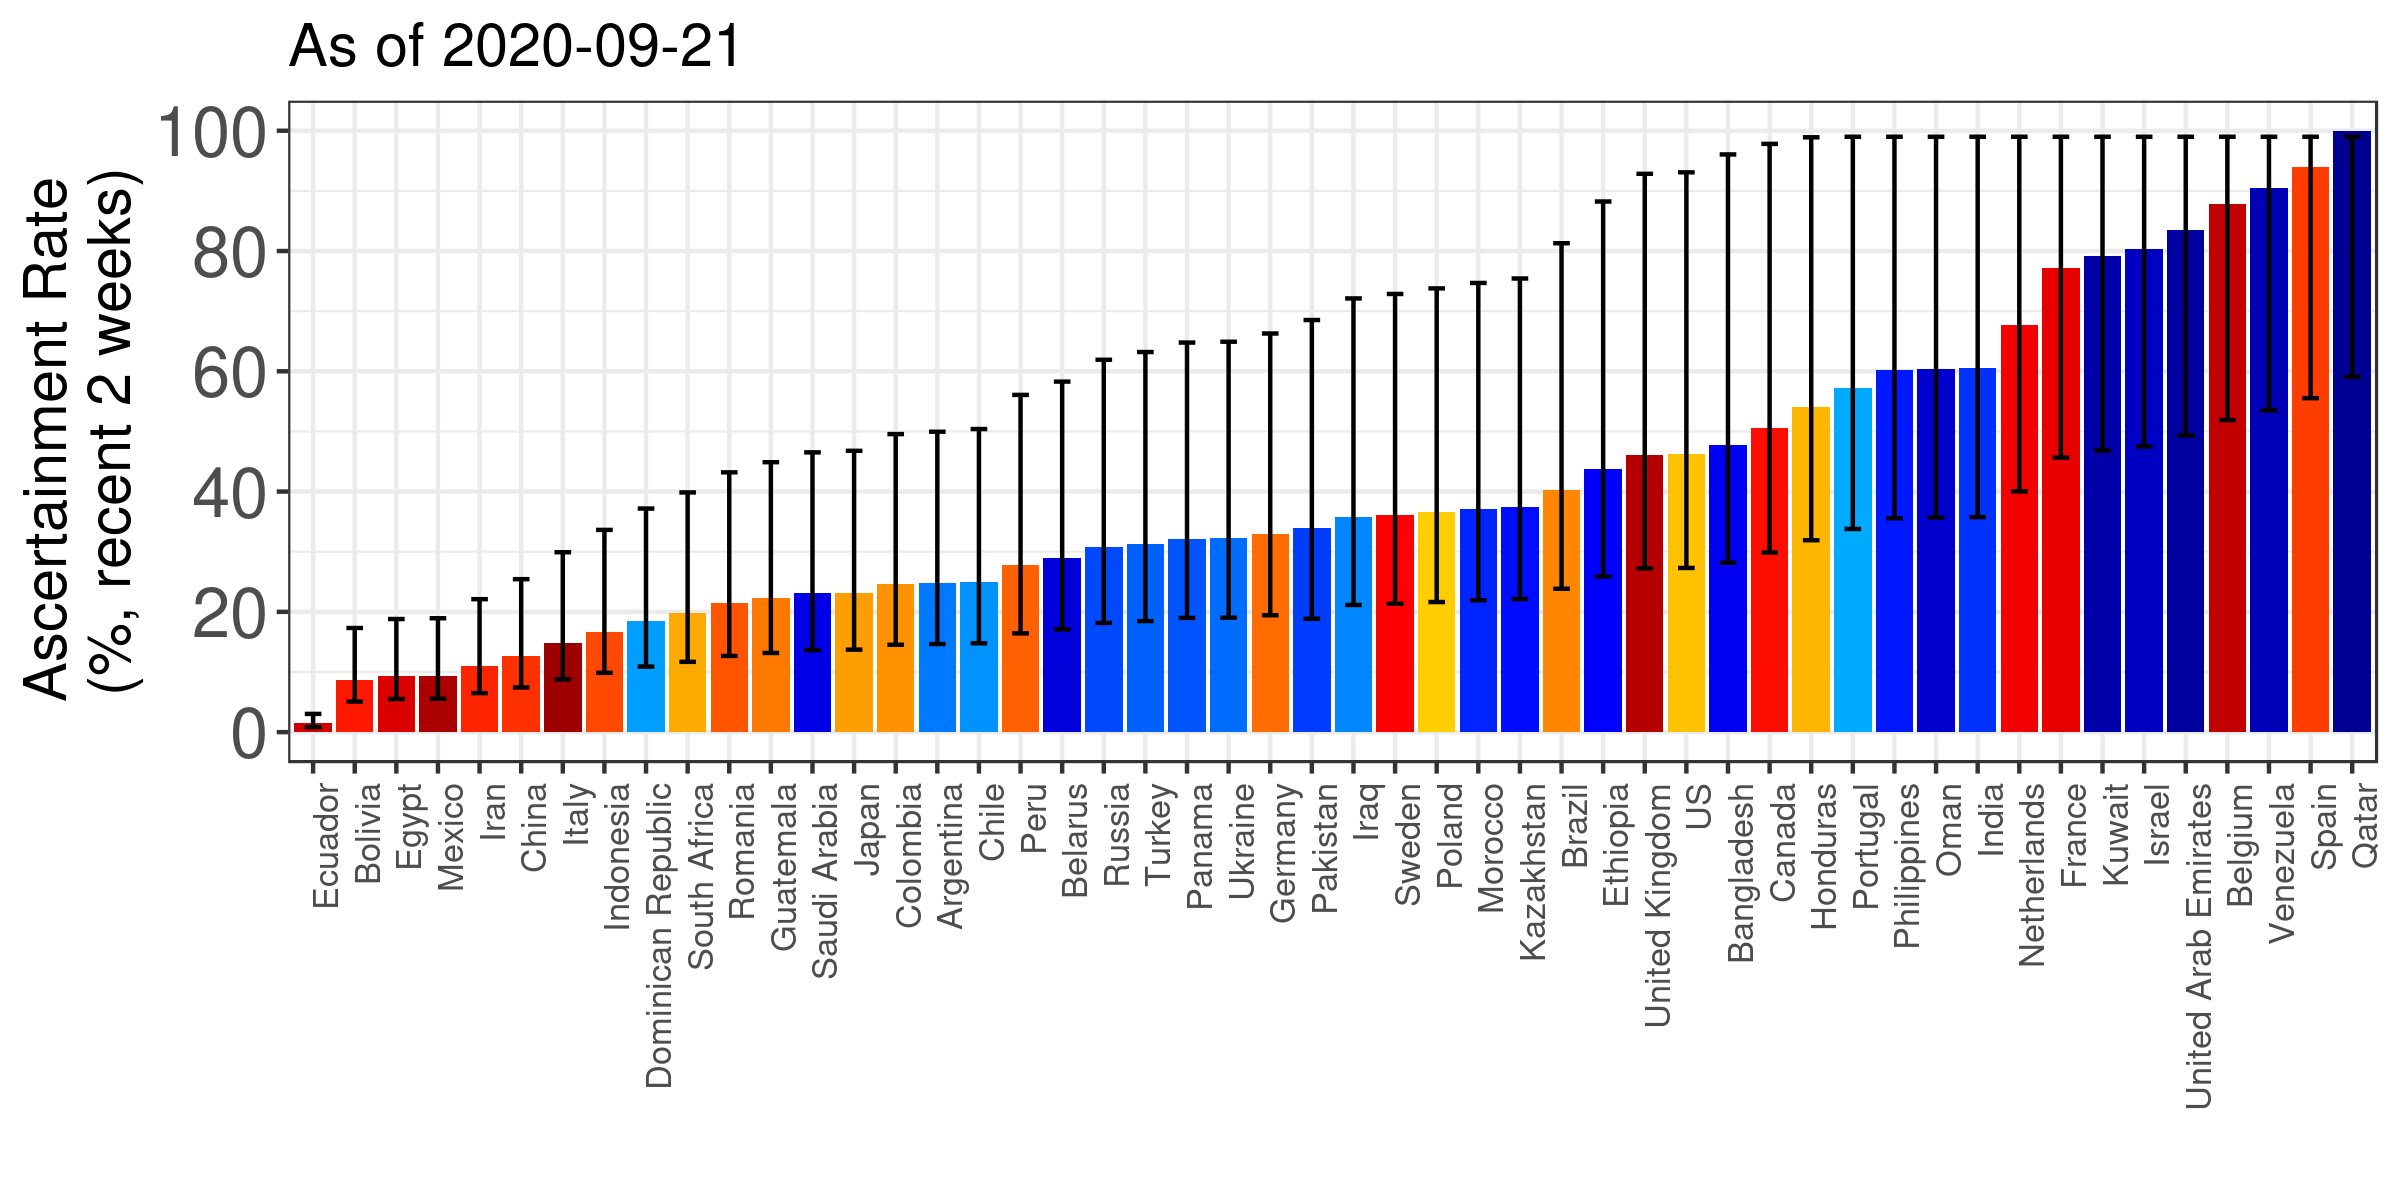 As of 2020-09-21
Ascertainment Rate
(%, recent 2 weeks)
100
80
60
40
20
0
Ecuador
Bolivia
Egypt
Mexico
Iran
China
Italy
Indonesia
Dominican Republic
South Africa
Romania
Guatemala
Saudi Arabia
Japan
Colombia
Argentina
Chile
Peru
Belarus
Russia
Turkey
Panama
Ukraine
Germany
Pakistan
Iraq
Sweden
Poland
Morocco
Kazakhstan
Brazil
Ethiopia
United Kingdom
US
Bangladesh
Canada
Honduras
Portugal
Philippines
Oman
India
Netherlands
France
Kuwait
Israel
United Arab Emirates
Belgium
Venezuela
Spain
Qatar